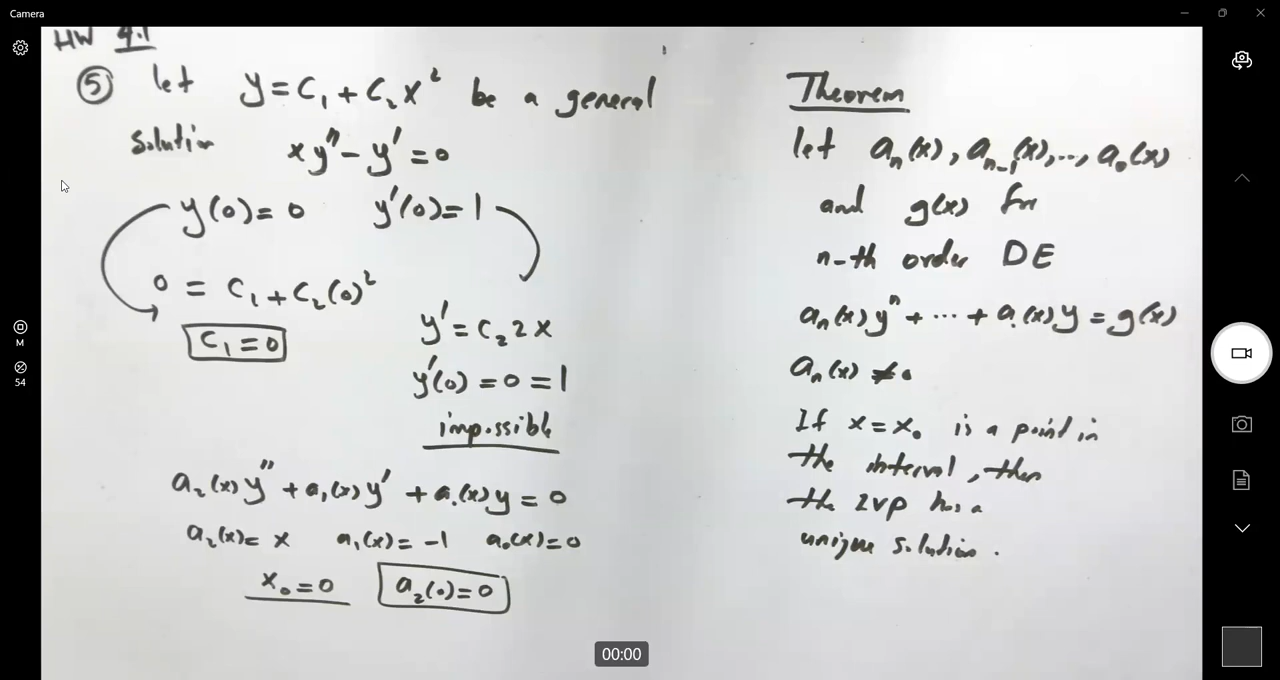 Camera
HW 4.1
⑤ let y = C₁ + C₂x² be a general
solution xy'' - y' = 0
y(0) = 0 y'(0) = 1
0 = C₁ + C₂(0)²
C₁ = 0
y' = C₂2x
y'(0) = 0 = 1
impossible
a₂(x)y'' + a₁(x)y' + a₀(x)y = 0
a₂(x) = x a₁(x) = -1 a₀(x) = 0
x₀ = 0 a₂(0) = 0
Theorem
let aₙ(x), aₙ₋₁(x), ..., a₀(x)
and g(x) for
n-th order DE
aₙ(x)yⁿ + ... + a₀(x)y = g(x)
aₙ(x) ≠ 0
If x = x₀ is a point in
the interval, then
the IVP has a
unique solution.
M
54
00:00